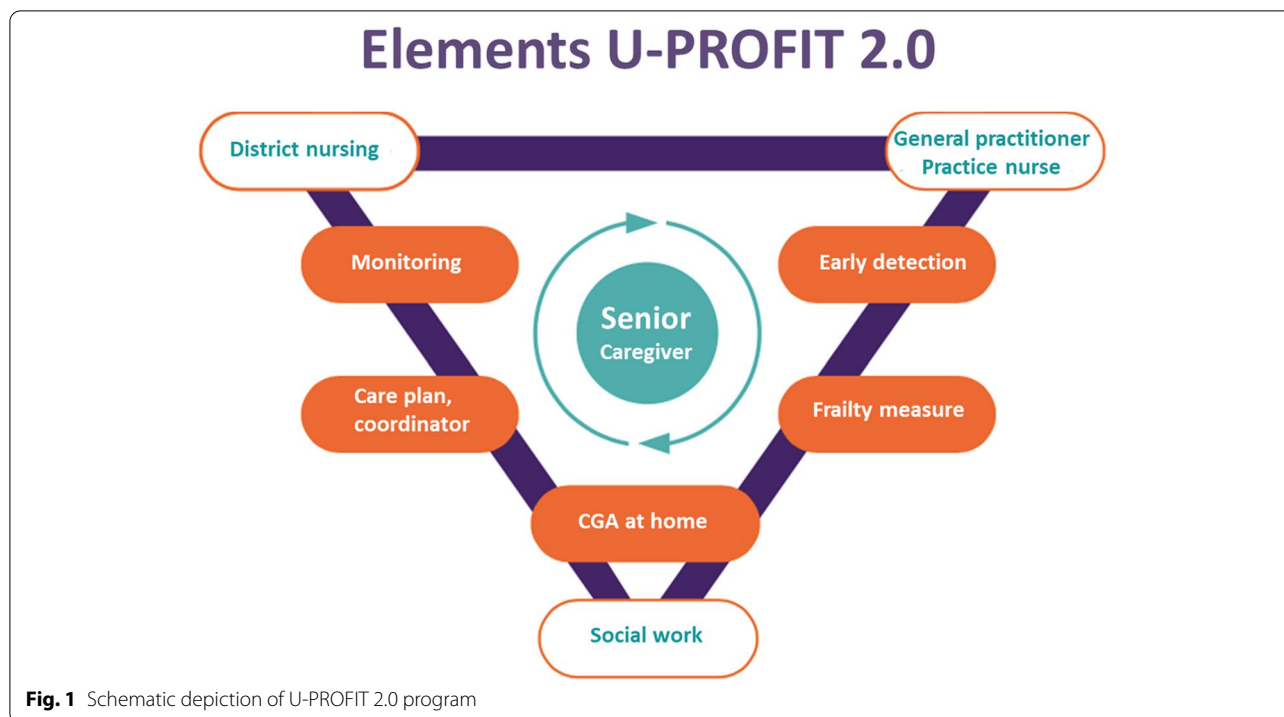 Elements U-PROFIT 2.0
District nursing
General practitioner
Practice nurse
Monitoring
Early detection
Senior
Caregiver
Care plan,
coordinator
Frailty measure
CGA at home
Social work
Fig. 1 Schematic depiction of U-PROFIT 2.0 program